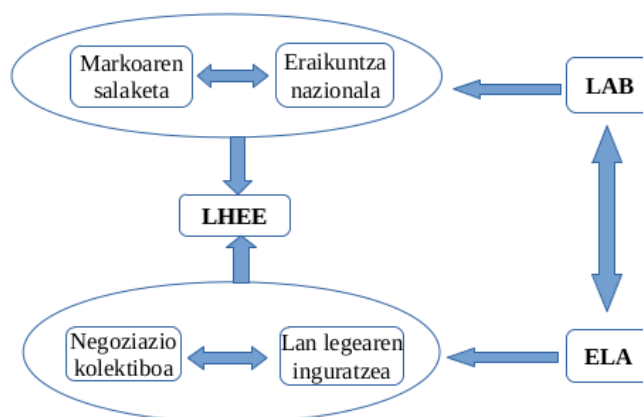 Markoaren
salaketa
Eraikuntza
nazionala
LAB
LHEE
Negoziazio
kolektiboa
Lan legearen
inguratzea
ELA